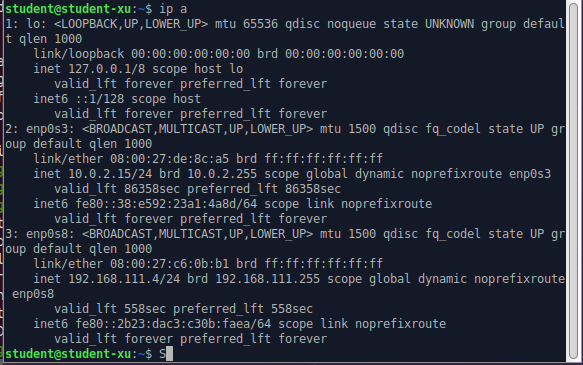 student@student-xu:~$ ip a
1: lo: <LOOPBACK,UP,LOWER_UP> mtu 65536 qdisc noqueue state UNKNOWN group defaul
t qlen 1000
    link/loopback 00:00:00:00:00:00 brd 00:00:00:00:00:00
    inet 127.0.0.1/8 scope host lo
       valid_lft forever preferred_lft forever
    inet6 ::1/128 scope host
       valid_lft forever preferred_lft forever
2: enp0s3: <BROADCAST,MULTICAST,UP,LOWER_UP> mtu 1500 qdisc fq_codel state UP gr
oup default qlen 1000
    link/ether 08:00:27:de:8c:a5 brd ff:ff:ff:ff:ff:ff
    inet 10.0.2.15/24 brd 10.0.2.255 scope global dynamic noprefixroute enp0s3
       valid_lft 86358sec preferred_lft 86358sec
    inet6 fe80::38:e592:23a1:4a8d/64 scope link noprefixroute
       valid_lft forever preferred_lft forever
3: enp0s8: <BROADCAST,MULTICAST,UP,LOWER_UP> mtu 1500 qdisc fq_codel state UP gr
oup default qlen 1000
    link/ether 08:00:27:c6:0b:b1 brd ff:ff:ff:ff:ff:ff
    inet 192.168.111.4/24 brd 192.168.111.255 scope global dynamic noprefixroute
 enp0s8
       valid_lft 558sec preferred_lft 558sec
    inet6 fe80::2b23:dac3:c30b:faea/64 scope link noprefixroute
       valid_lft forever preferred_lft forever
student@student-xu:~$ S